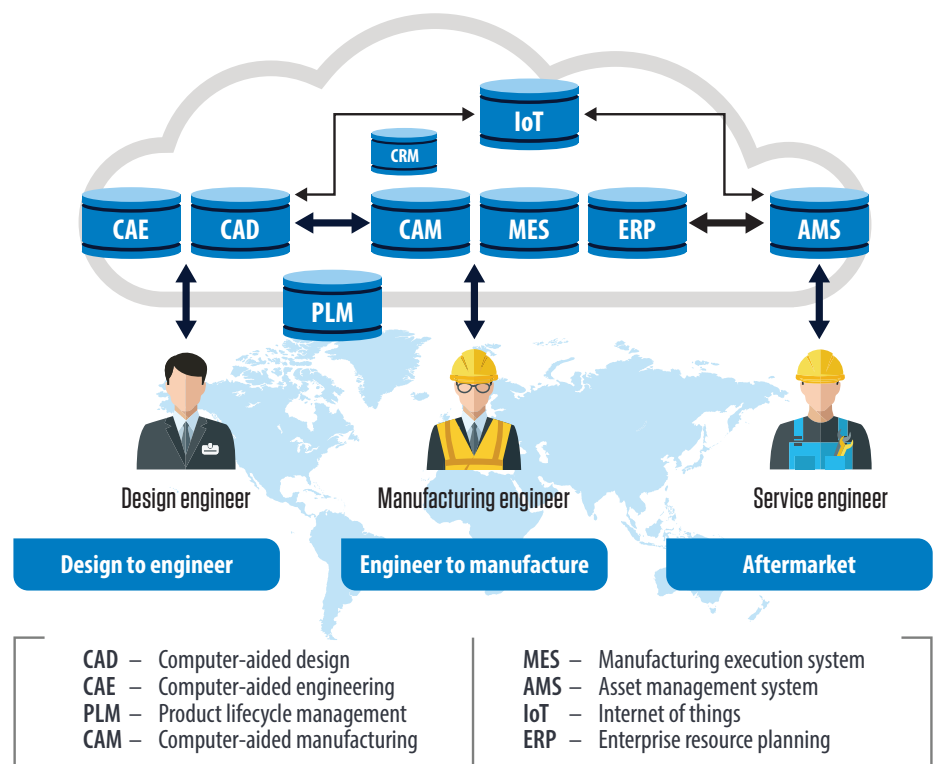 IoT
CRM
CAE
CAD
CAM
MES
ERP
AMS
PLM
Design engineer
Manufacturing engineer
Service engineer
Design to engineer
Engineer to manufacture
Aftermarket
CAD – Computer-aided design
CAE – Computer-aided engineering
PLM – Product lifecycle management
CAM – Computer-aided manufacturing
MES – Manufacturing execution system
AMS – Asset management system
IoT – Internet of things
ERP – Enterprise resource planning